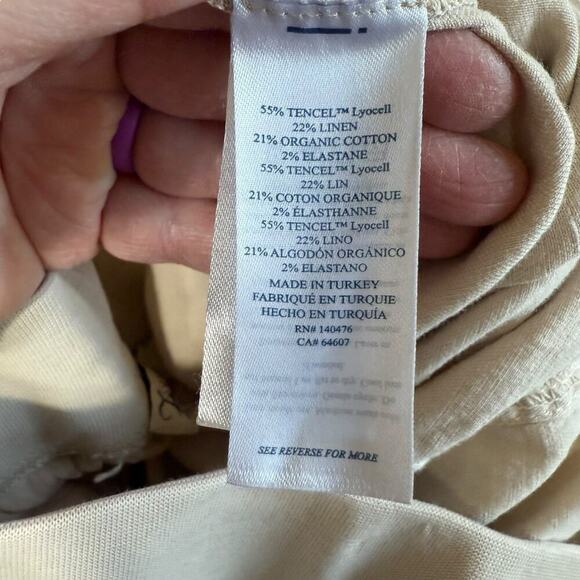 55% TENCEL™ Lyocell
22% LINEN
21% ORGANIC COTTON
2% ELASTANE
55% TENCEL™ Lyocell
22% LIN
21% COTON ORGANIQUE
2% ÉLASTHANNE
55% TENCEL™ Lyocell
22% LINO
21% ALGODÓN ORGÁNICO
2% ELASTANO
MADE IN TURKEY
FABRIQUÉ EN TURQUIE
HECHO EN TURQUÍA
RN# 140476
CA# 64607
SEE REVERSE FOR MORE